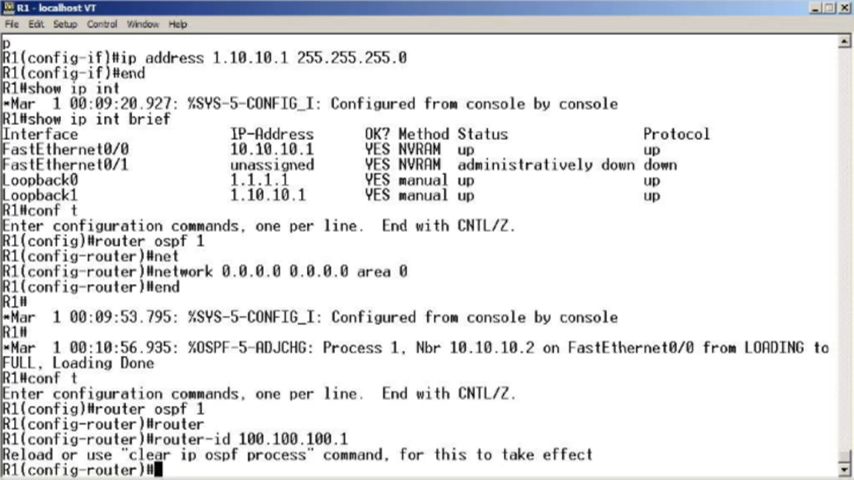 R1 - localhost VT
File Edit Setup Control Window Help
p
R1(config-if)#ip address 1.10.10.1 255.255.255.0
R1(config-if)#end
R1#show ip int
*Mar  1 00:09:20.927: %SYS-5-CONFIG_I: Configured from console by console
R1#show ip int brief
Interface IP-Address OK? Method Status Protocol
FastEthernet0/0 10.10.10.1 YES NVRAM up up
FastEthernet0/1 unassigned YES NVRAM administratively down down
Loopback0 1.1.1.1 YES manual up up
Loopback1 1.10.10.1 YES manual up up
R1#conf t
Enter configuration commands, one per line.  End with CNTL/Z.
R1(config)#router ospf 1
R1(config-router)#net
R1(config-router)#network 0.0.0.0 0.0.0.0 area 0
R1(config-router)#end
R1#
*Mar  1 00:09:53.795: %SYS-5-CONFIG_I: Configured from console by console
R1#
*Mar  1 00:10:56.935: %OSPF-5-ADJCHG: Process 1, Nbr 10.10.10.2 on FastEthernet0/0 from LOADING to
FULL, Loading Done
R1#conf t
Enter configuration commands, one per line.  End with CNTL/Z.
R1(config)#router ospf 1
R1(config-router)#router
R1(config-router)#router-id 100.100.100.1
Reload or use "clear ip ospf process" command, for this to take effect
R1(config-router)#